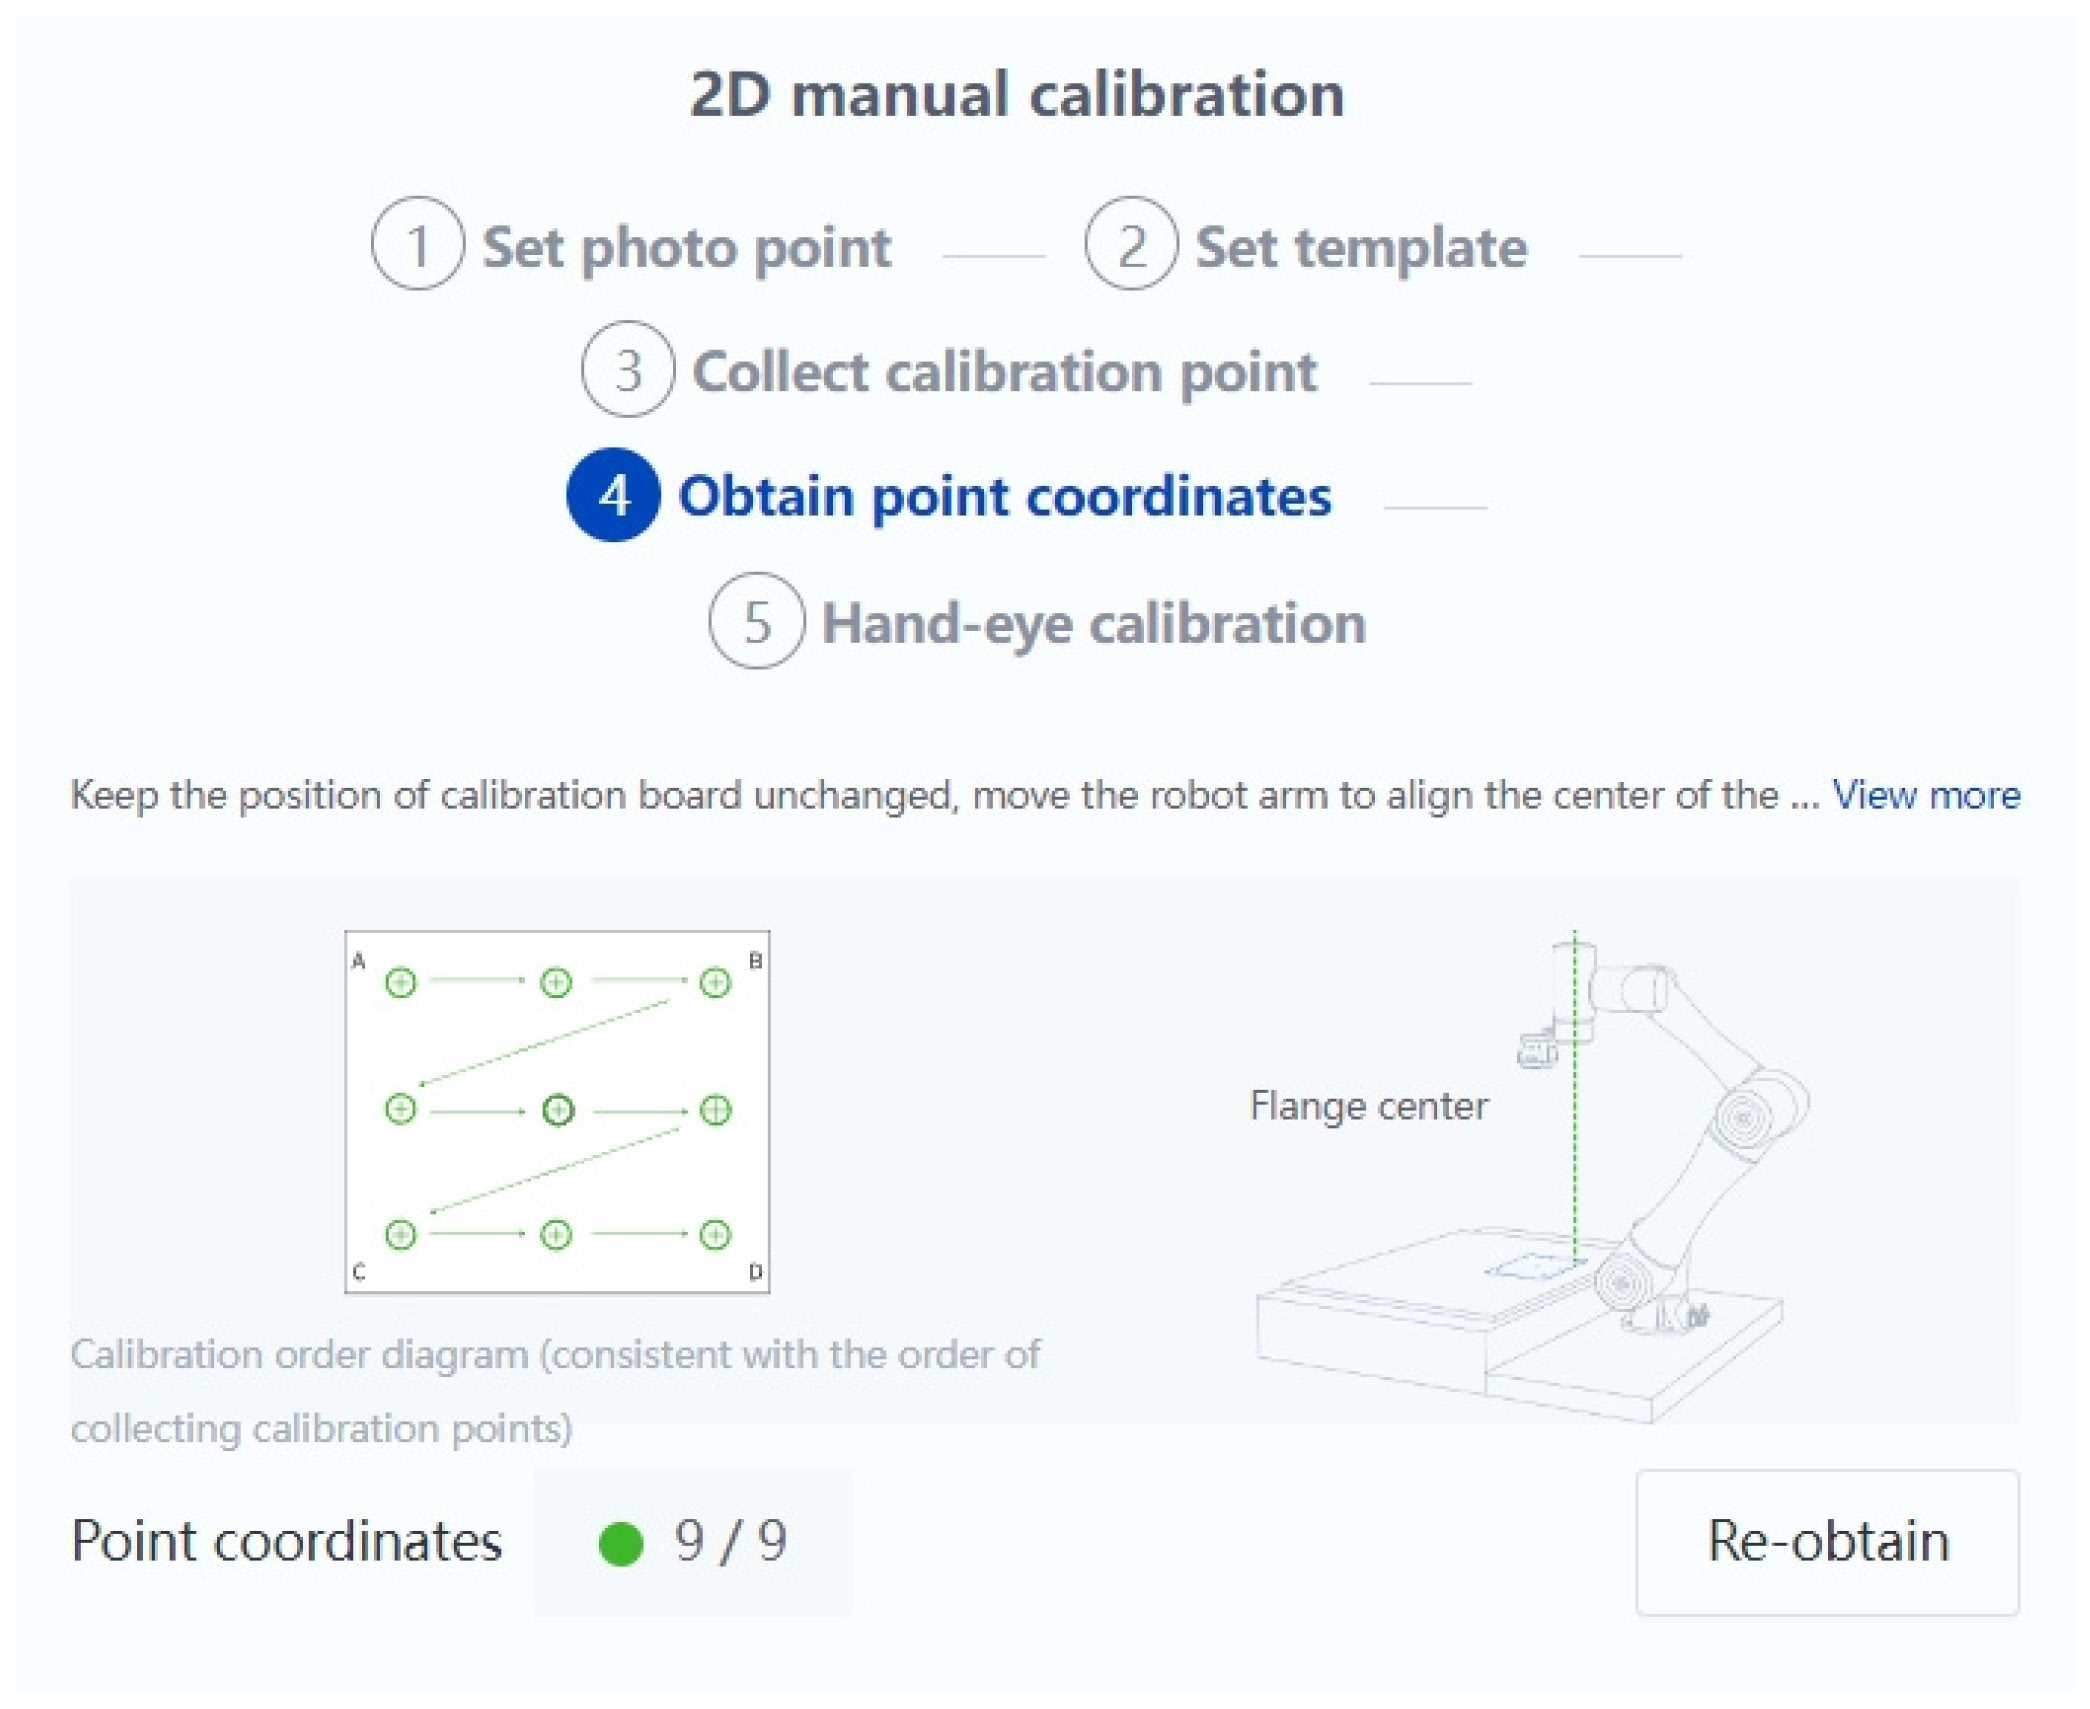 2D manual calibration
1 Set photo point 2 Set template
3 Collect calibration point
4 Obtain point coordinates
5 Hand-eye calibration
Keep the position of calibration board unchanged, move the robot arm to align the center of the ... View more
A B
Flange center
C D
Calibration order diagram (consistent with the order of
collecting calibration points)
Point coordinates 9 / 9 Re-obtain